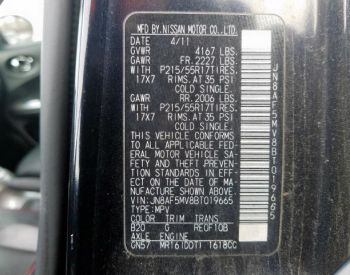 MFD.BY.NISSAN MOTOR CO.,LTD.
DATE 4/11
GVWR 4167 LBS.
GAWR FR.2227 LBS.
WITH P215/55R17TIRES,
17X7 RIMS,AT 35 PSI
COLD SINGLE.
GAWR RR.2006 LBS.
WITH P215/55R17TIRES,
17X7 RIMS,AT 35 PSI
COLD SINGLE.
THIS VEHICLE CONFORMS
TO ALL APPLICABLE FED-
ERAL MOTOR VEHICLE SA-
FETY AND THEFT PREVEN-
TION STANDARDS IN EF-
FECT ON THE DATE OF MA-
NUFACTURE SHOWN ABOVE.
VIN:JN8AF5MV8BT019665
TYPE:MPV
COLOR TRIM TRANS
B20 G
AXLE ENGINE
GN57 MR16(DDT) 1618CC
JN8AF5MV8BT019665